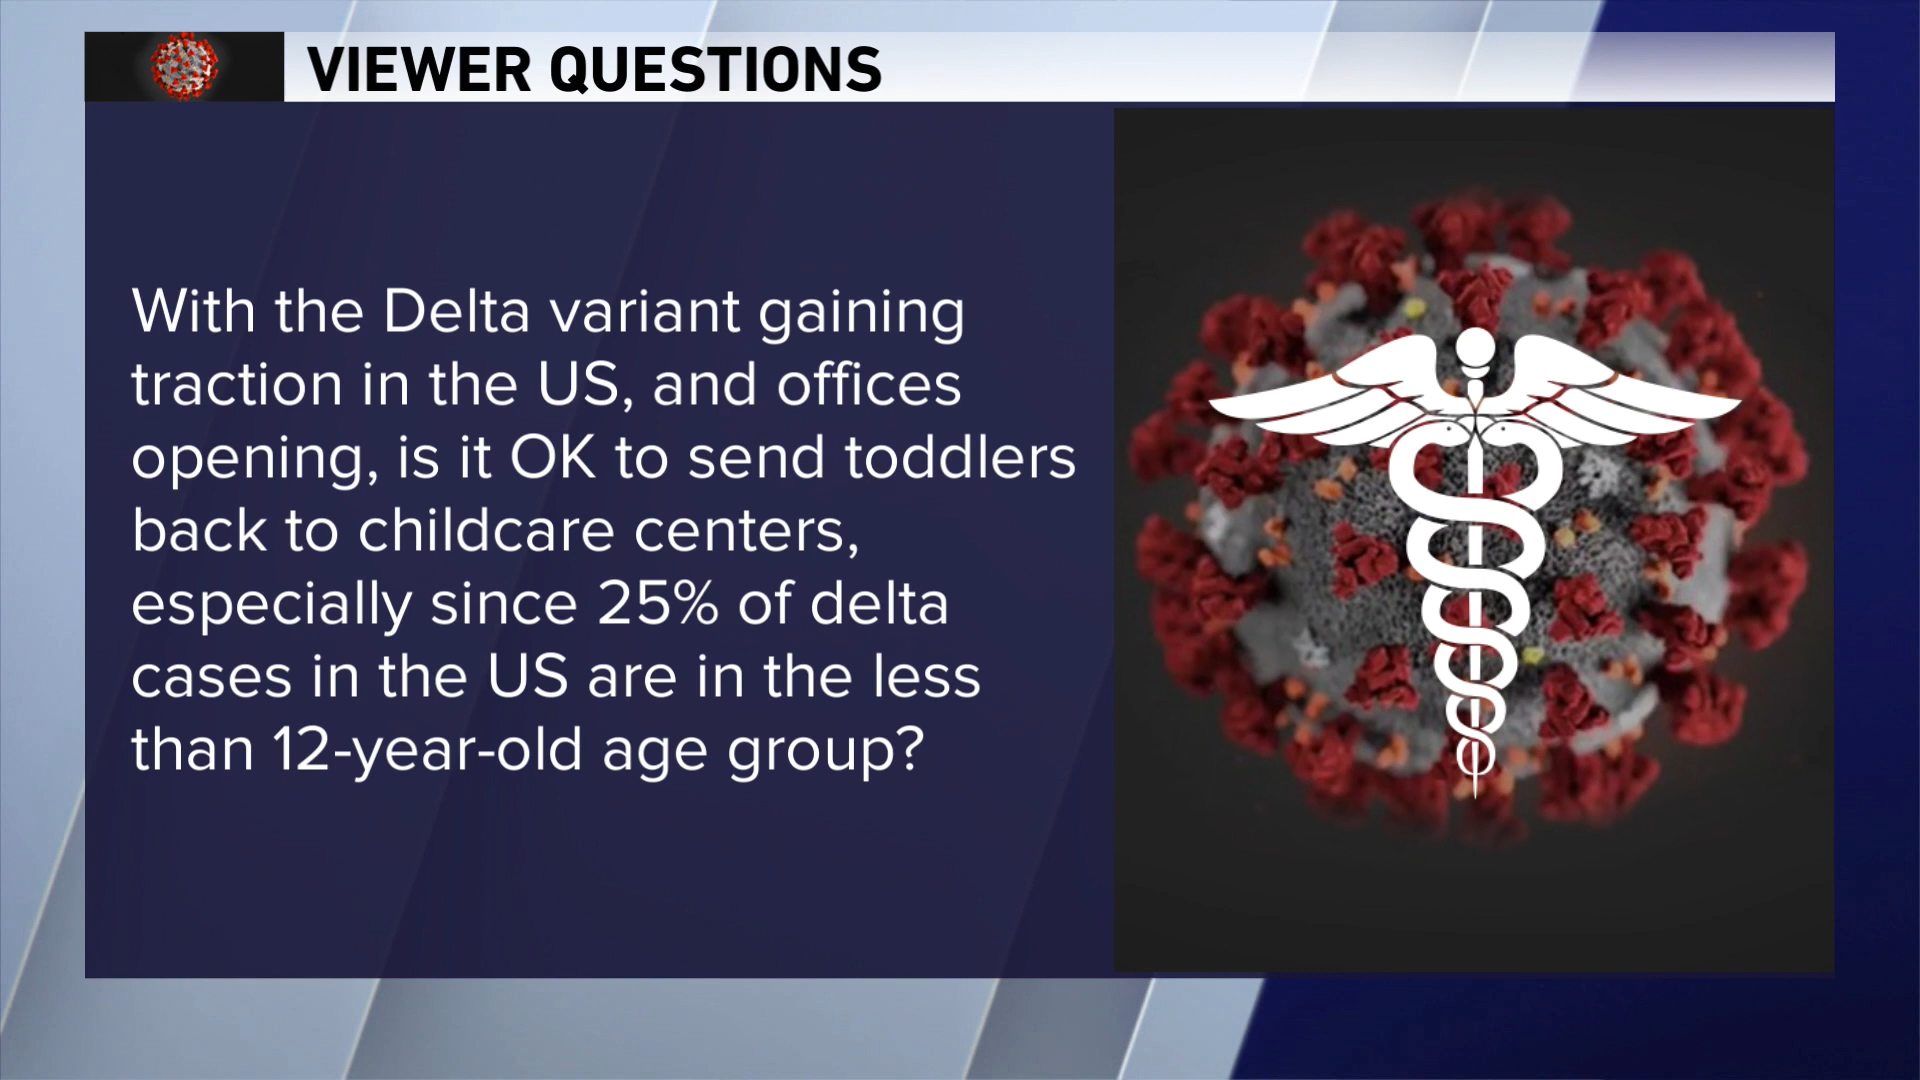 VIEWER QUESTIONS
With the Delta variant gaining
traction in the US, and offices
opening, is it OK to send toddlers
back to childcare centers,
especially since 25% of delta
cases in the US are in the less
than 12-year-old age group?